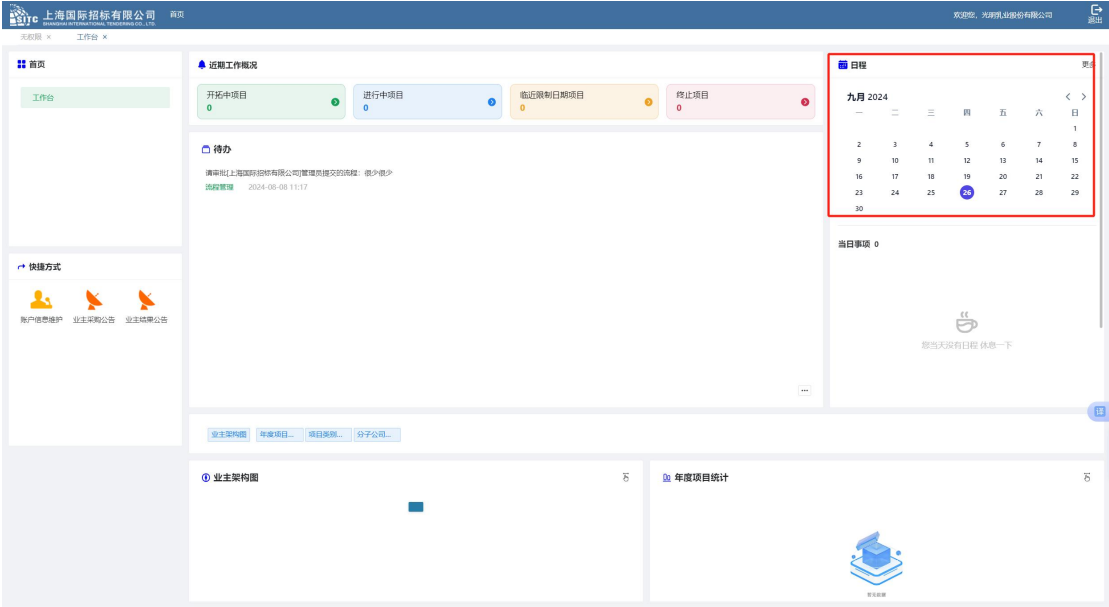 SITC 上海国际招标有限公司 首页 欢迎您，光明乳业股份有限公司 退出
SHANGHAI INTERNATIONAL TENDERING CO., LTD.
无权限 × 工作台 ×
首页
工作台
快捷方式
账户信息维护 业主采购公告 业主结果公告
近期工作概况
开拓中项目 进行中项目 临近限制日期项目 终止项目
0 0 0 0
待办
请审批[上海国际招标有限公司]管理员提交的流程：很少很少
流程管理 2024-08-08 11:17
...
日程 更多
九月 2024 < >
一 二 三 四 五 六 日
1
2 3 4 5 6 7 8
9 10 11 12 13 14 15
16 17 18 19 20 21 22
23 24 25 26 27 28 29
30
当日事项 0
您当天没有日程 休息一下
译
业主架构图 年度项目... 项目类别... 分子公司...
业主架构图
年度项目统计
暂无数据